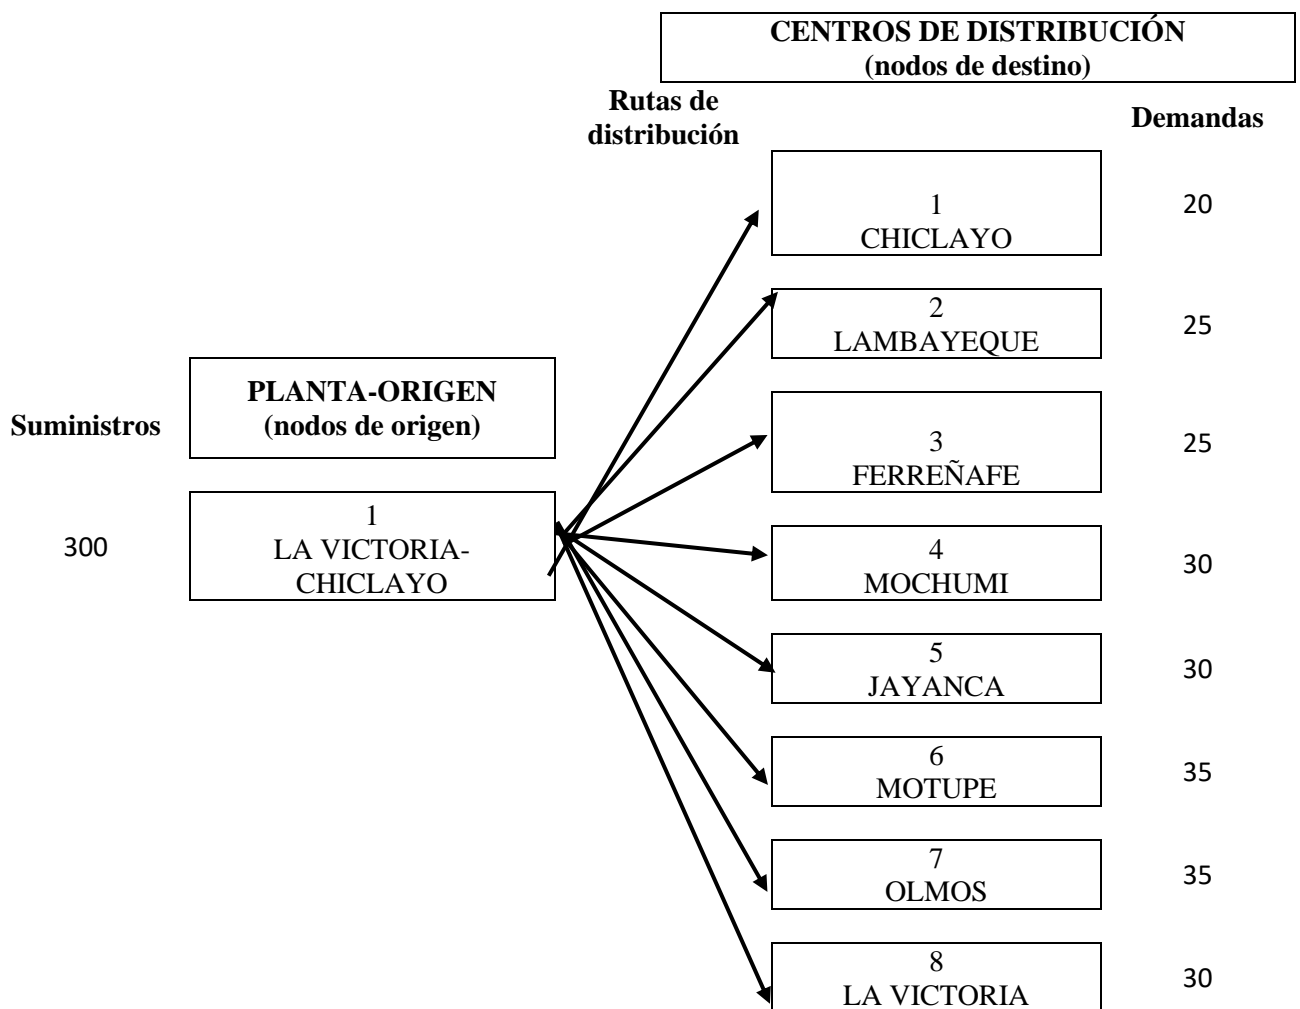 CENTROS DE DISTRIBUCIÓN
(nodos de destino)
Rutas de
distribución
Demandas
1
CHICLAYO
20
2
LAMBAYEQUE
25
PLANTA-ORIGEN
(nodos de origen)
Suministros
3
FERREÑAFE
25
1
LA VICTORIA-
CHICLAYO
300
4
MOCHUMI
30
5
JAYANCA
30
6
MOTUPE
35
7
OLMOS
35
8
LA VICTORIA
30